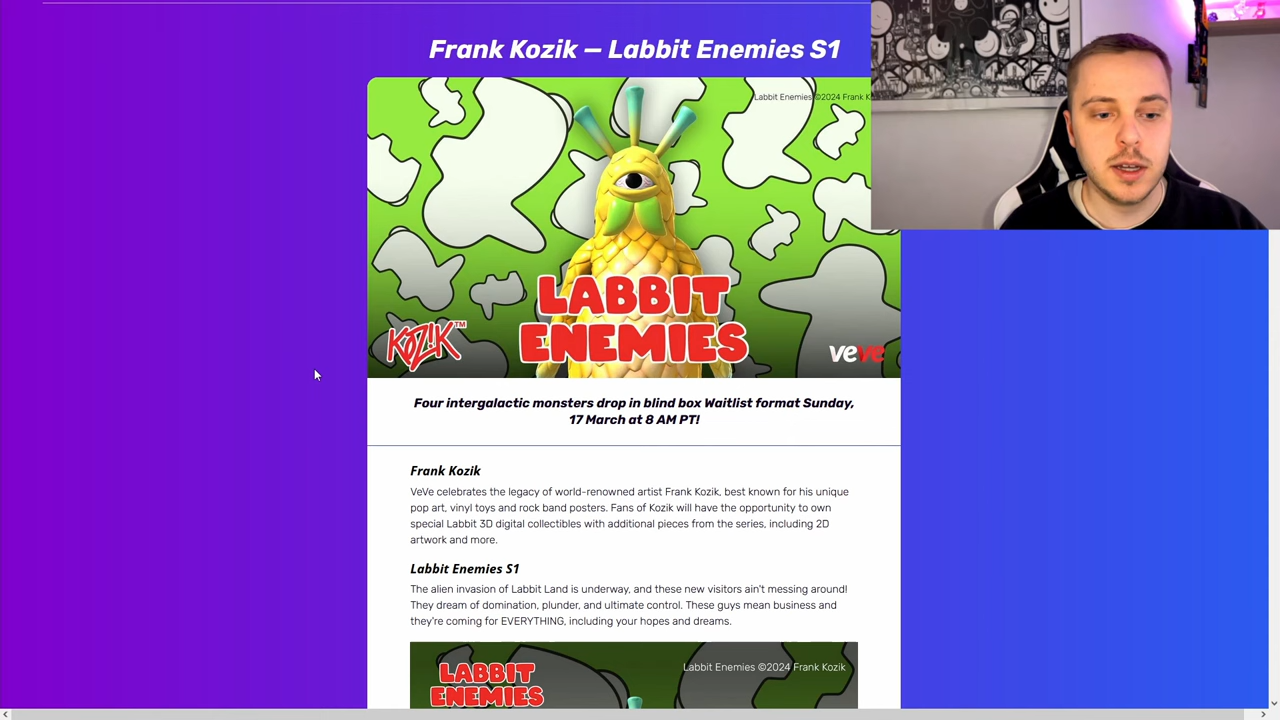 Frank Kozik — Labbit Enemies S1
Labbit Enemies ©2024 Frank K
LABBIT
ENEMIES
KOZIK™
veve
Four intergalactic monsters drop in blind box Waitlist format Sunday,
17 March at 8 AM PT!
Frank Kozik
VeVe celebrates the legacy of world-renowned artist Frank Kozik, best known for his unique
pop art, vinyl toys and rock band posters. Fans of Kozik will have the opportunity to own
special Labbit 3D digital collectibles with additional pieces from the series, including 2D
artwork and more.
Labbit Enemies S1
The alien invasion of Labbit Land is underway, and these new visitors ain't messing around!
They dream of domination, plunder, and ultimate control. These guys mean business and
they're coming for EVERYTHING, including your hopes and dreams.
LABBIT
ENEMIES
Labbit Enemies ©2024 Frank Kozik